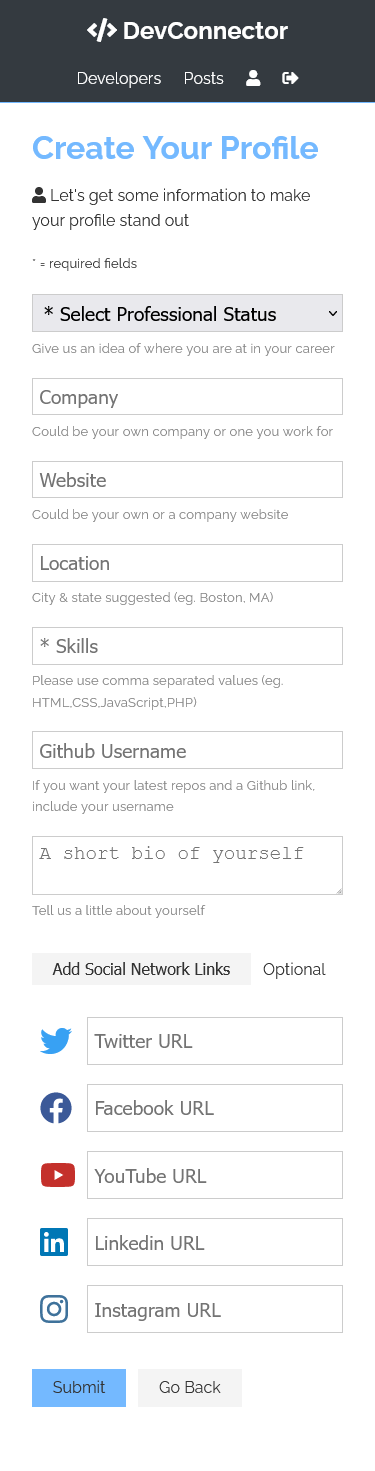 DevConnector
Developers Posts
Create Your Profile
Let's get some information to make
your profile stand out
* = required fields
* Select Professional Status
Give us an idea of where you are at in your career
Company
Could be your own company or one you work for
Website
Could be your own or a company website
Location
City & state suggested (eg. Boston, MA)
* Skills
Please use comma separated values (eg.
HTML,CSS,JavaScript,PHP)
Github Username
If you want your latest repos and a Github link,
include your username
A short bio of yourself
Tell us a little about yourself
Add Social Network Links Optional
Twitter URL
Facebook URL
YouTube URL
Linkedin URL
Instagram URL
Submit Go Back